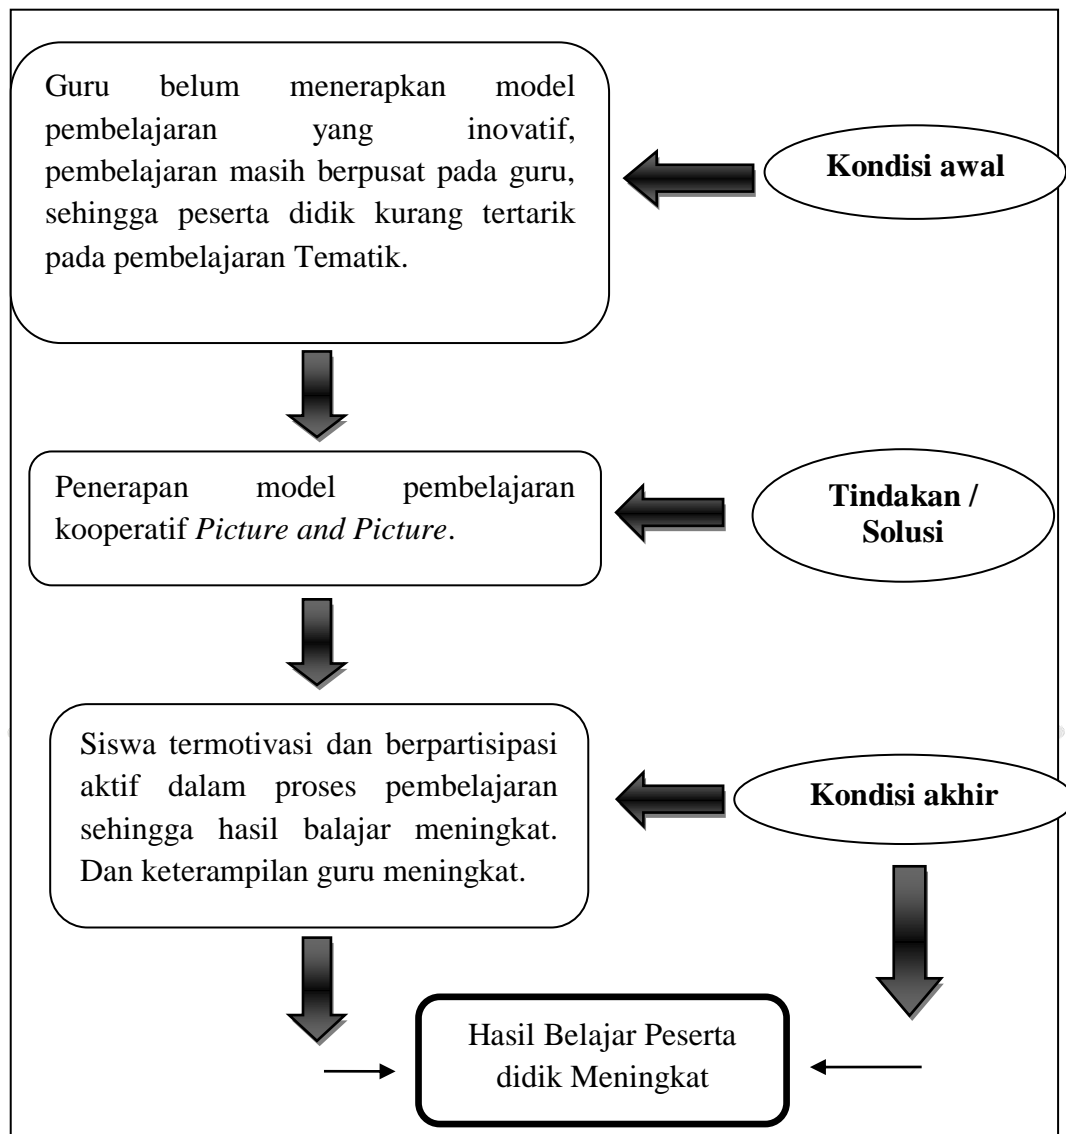 Guru belum menerapkan model
pembelajaran yang inovatif,
pembelajaran masih berpusat pada guru,
sehingga peserta didik kurang tertarik
pada pembelajaran Tematik.
Kondisi awal
Penerapan model pembelajaran
kooperatif Picture and Picture.
Tindakan /
Solusi
Siswa termotivasi dan berpartisipasi
aktif dalam proses pembelajaran
sehingga hasil balajar meningkat.
Dan keterampilan guru meningkat.
Kondisi akhir
Hasil Belajar Peserta
didik Meningkat